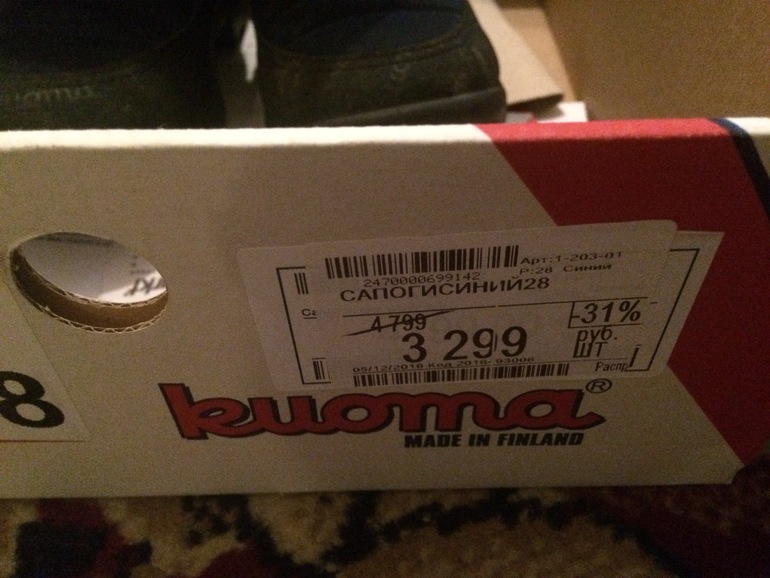 Арт:1-203-01
2470000699142
Р:28 Синий
САПОГИСИНИЙ28
4 799
-31%
3 299
руб.
ШТ
05/12/2016 Код 2016- 93006
Распр
8
kuoma®
MADE IN FINLAND